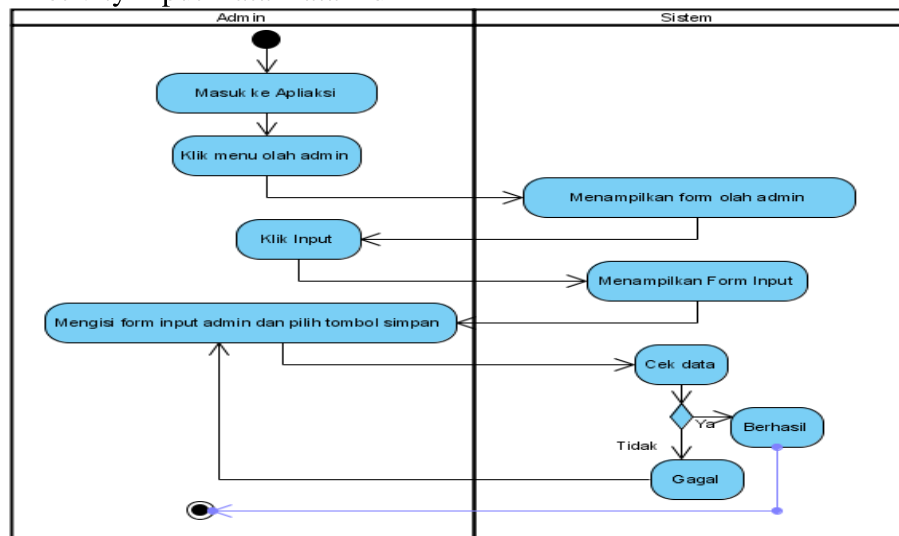 Admin
Sistem
Masuk ke Apliaksi
Klik menu olah admin
Menampilkan form olah admin
Klik Input
Menampilkan Form Input
Mengisi form input admin dan pilih tombol simpan
Cek data
Ya
Berhasil
Tidak
Gagal